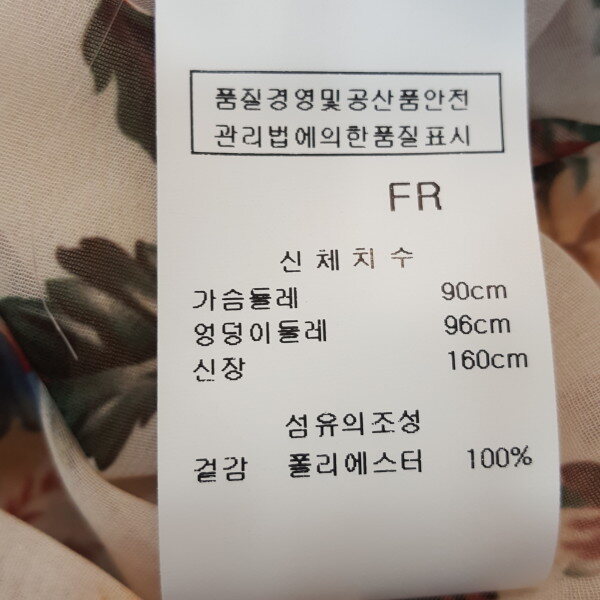 품질경영및공산품안전
관리법에의한품질표시
FR
신체치수
가슴둘레 90cm
엉덩이둘레 96cm
신장 160cm
섬유의조성
겉감 폴리에스터 100%